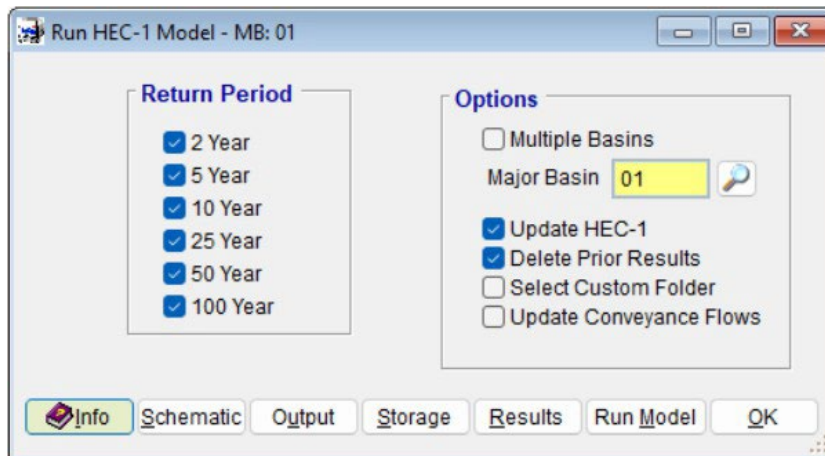 Run HEC-1 Model - MB: 01
Return Period
2 Year
5 Year
10 Year
25 Year
50 Year
100 Year
Options
Multiple Basins
Major Basin 01
Update HEC-1
Delete Prior Results
Select Custom Folder
Update Conveyance Flows
Info Schematic Output Storage Results Run Model OK